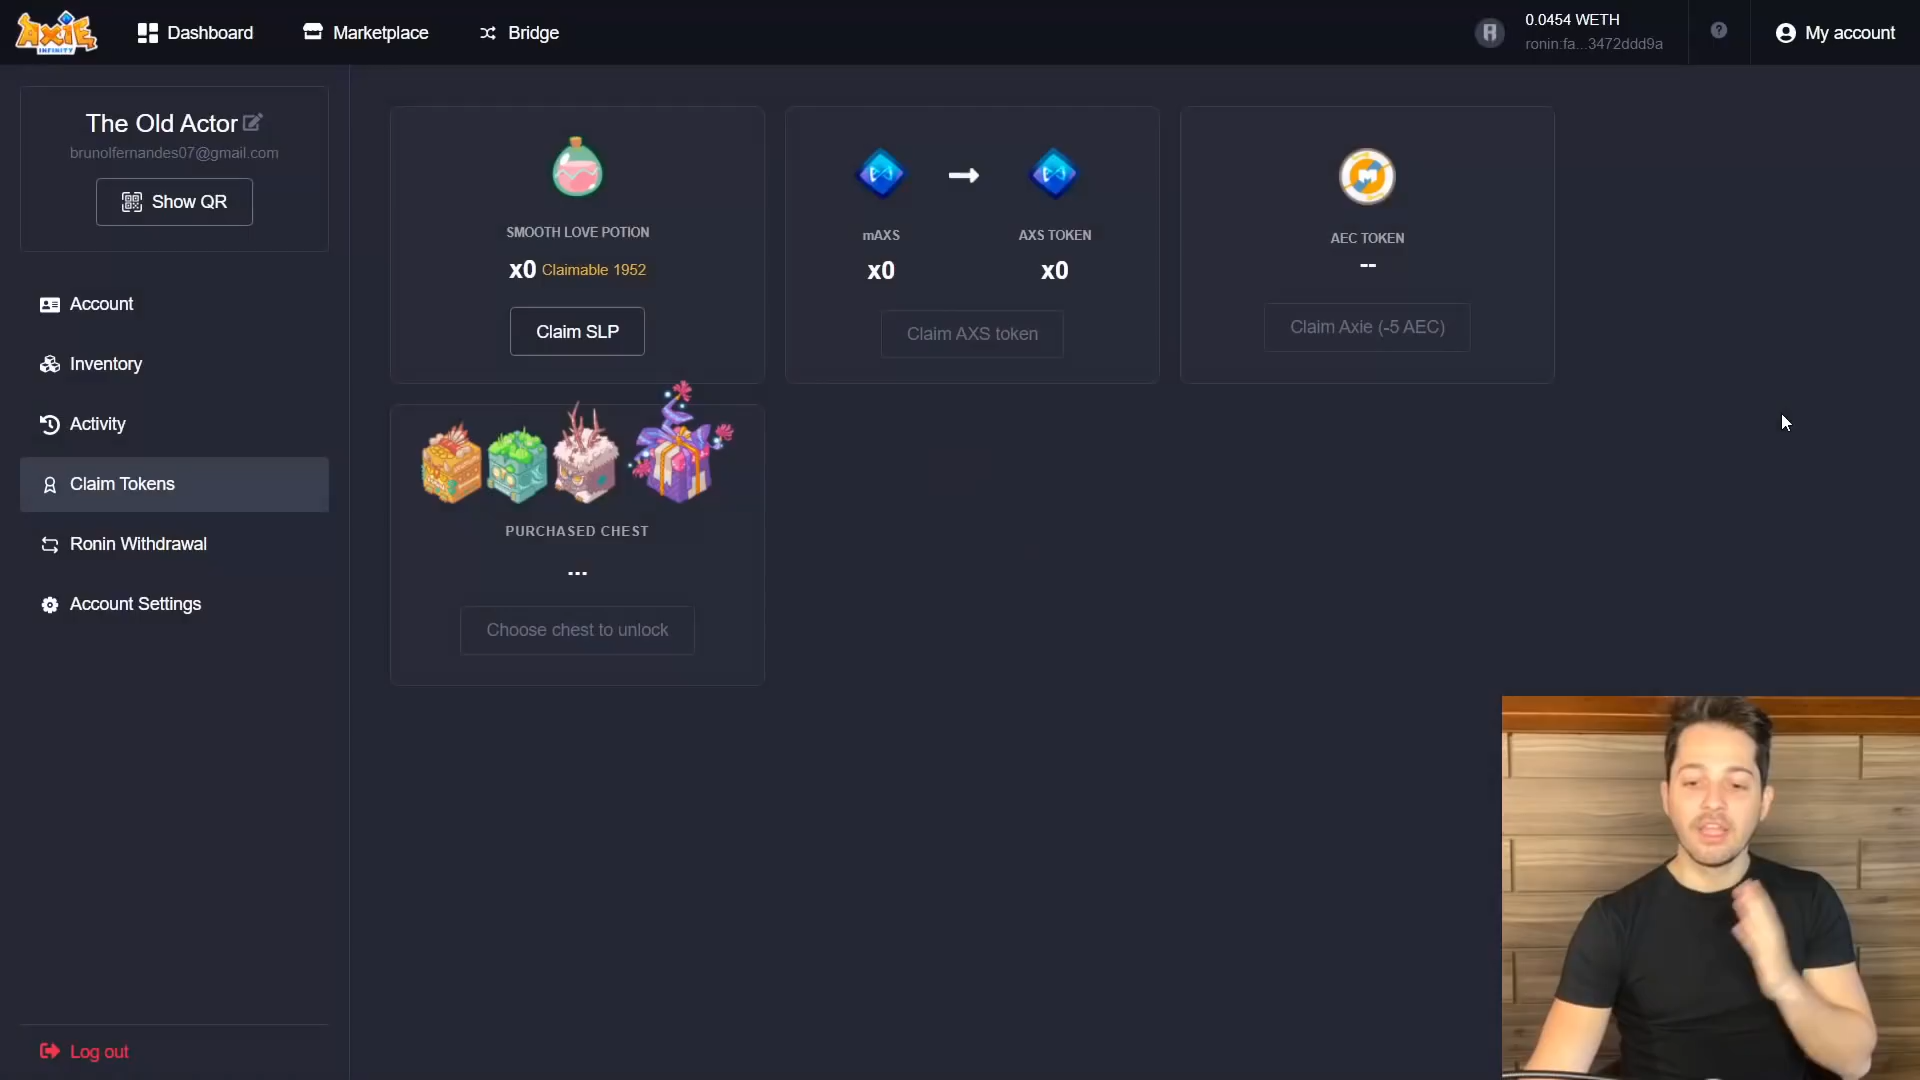 AXIE
INFINITY
Dashboard
Marketplace
Bridge
0.0454 WETH
ronin:fa...3472ddd9a
My account
The Old Actor
brunolfernandes07@gmail.com
Show QR
Account
Inventory
Activity
Claim Tokens
Ronin Withdrawal
Account Settings
Log out
SMOOTH LOVE POTION
x0 Claimable 1952
Claim SLP
mAXS
x0
AXS TOKEN
x0
Claim AXS token
AEC TOKEN
--
Claim Axie (-5 AEC)
PURCHASED CHEST
---
Choose chest to unlock